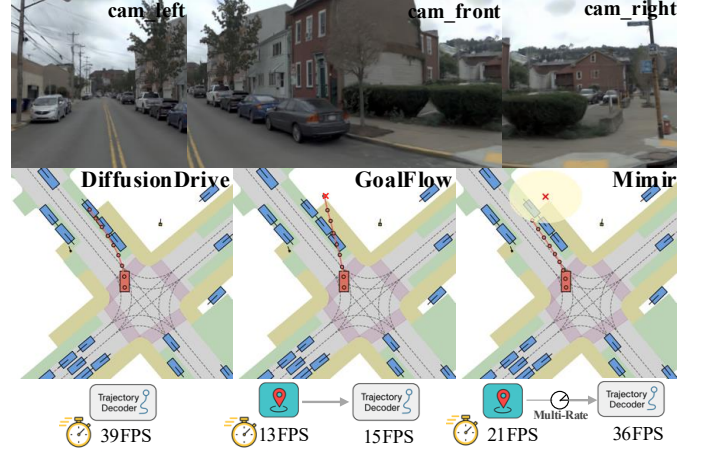 cam_left
cam_front
cam_right
DiffusionDrive
GoalFlow
Mimir
Trajectory
Decoder
39FPS
13FPS
Trajectory
Decoder
15FPS
21FPS
Multi-Rate
Trajectory
Decoder
36FPS